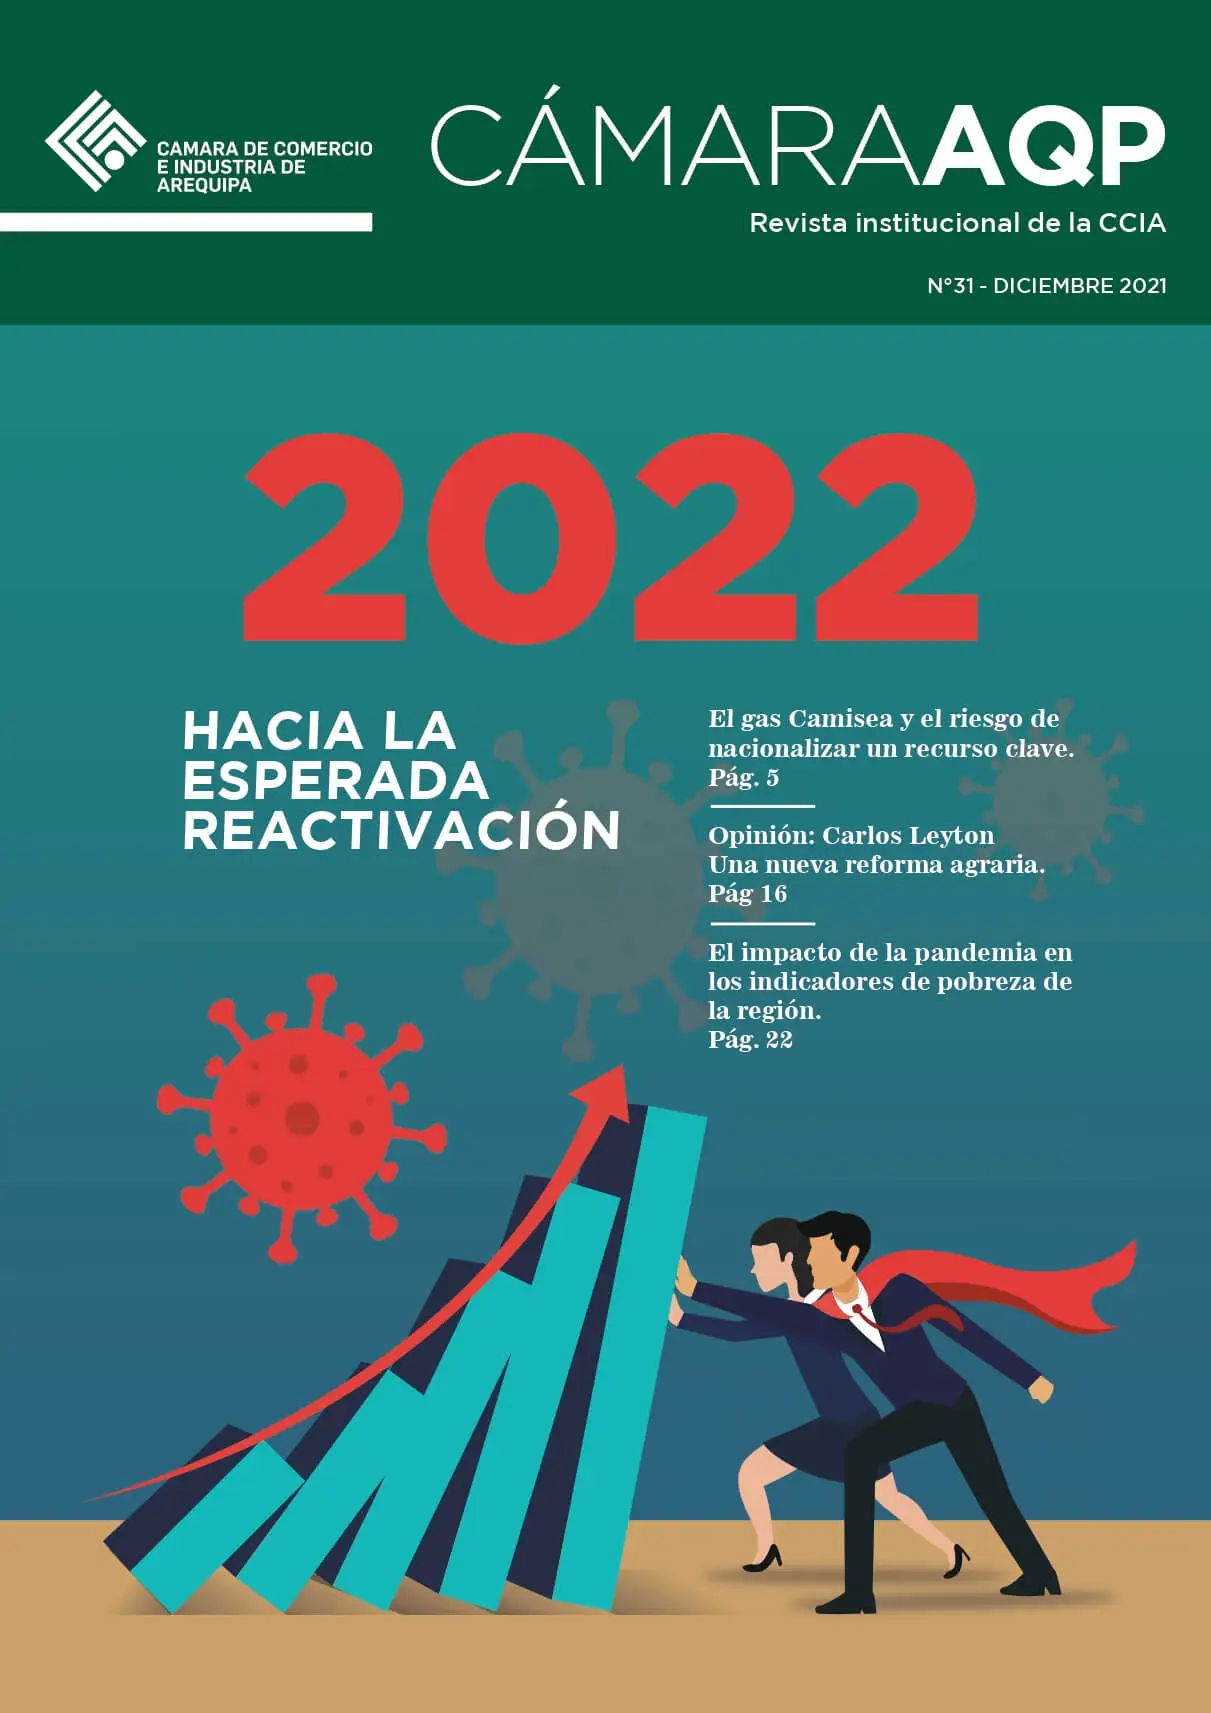 CAMARA DE COMERCIO
E INDUSTRIA DE
AREQUIPA
CÁMARAAQP
Revista institucional de la CCIA
N°31 - DICIEMBRE 2021
2022
HACIA LA
ESPERADA
REACTIVACIÓN
El gas Camisea y el riesgo de
nacionalizar un recurso clave.
Pág. 5
Opinión: Carlos Leyton
Una nueva reforma agraria.
Pág 16
El impacto de la pandemia en
los indicadores de pobreza de
la región.
Pág. 22